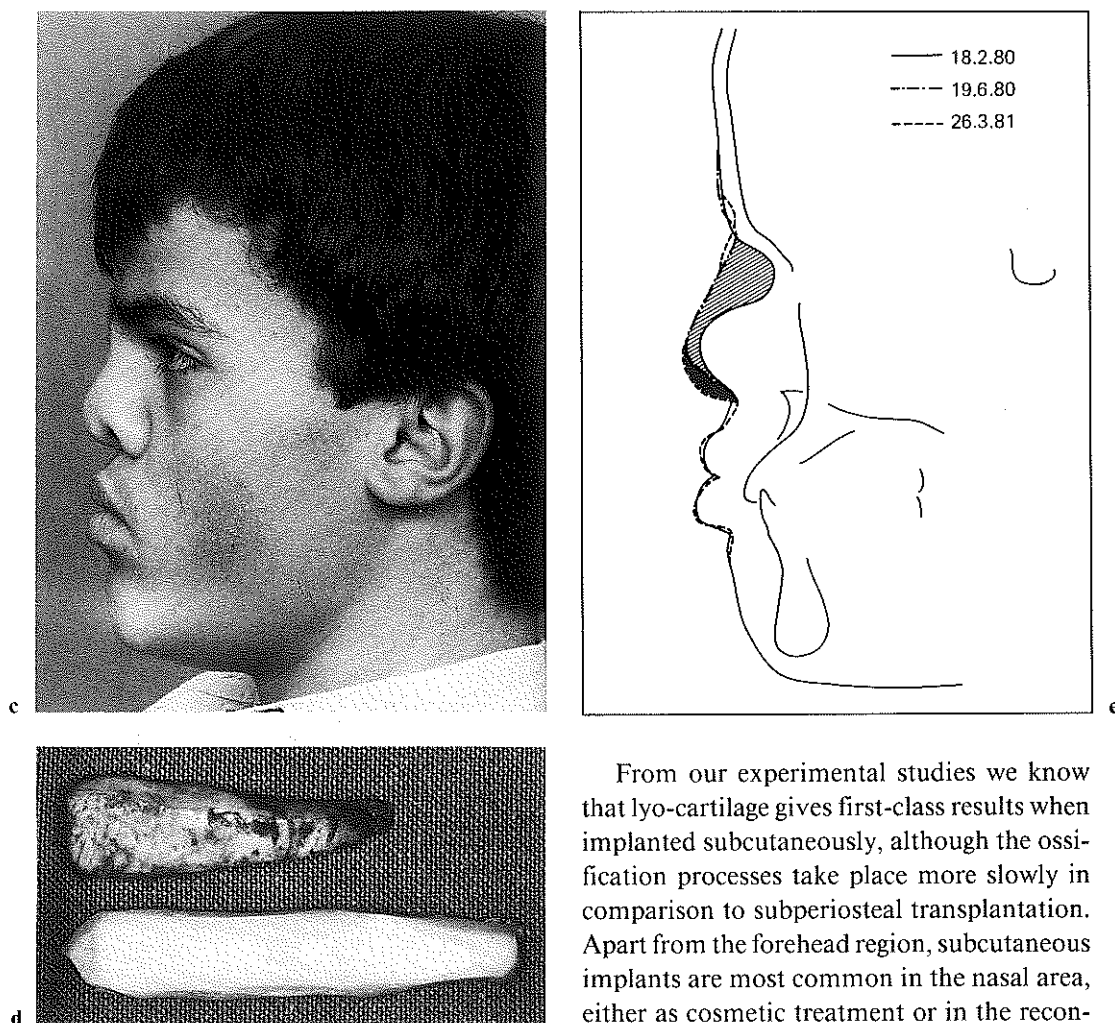 18.2.80
19.6.80
26.3.81
c
e
d
From our experimental studies we know
that lyo-cartilage gives first-class results when
implanted subcutaneously, although the ossi-
fication processes take place more slowly in
comparison to subperiosteal transplantation.
Apart from the forehead region, subcutaneous
implants are most common in the nasal area,
either as cosmetic treatment or in the recon-